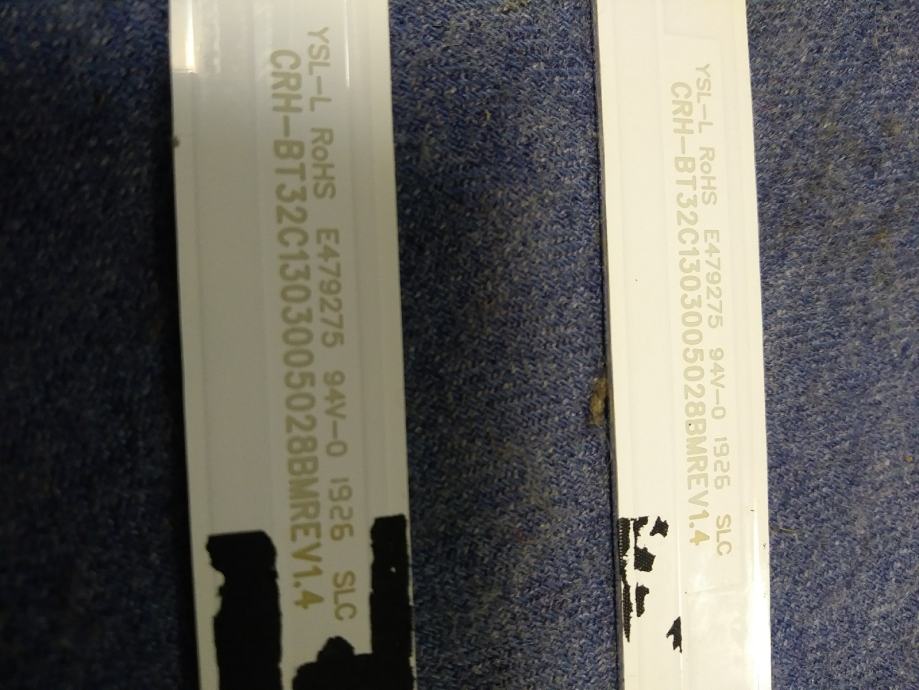 YSL-L RoHS E479275 94V-0 1926 SLC
CRH-BT32C1303005028BMREV1.4
YSL-L RoHS E479275 94V-0 1926 SLC
CRH-BT32C1303005028BMREV1.4